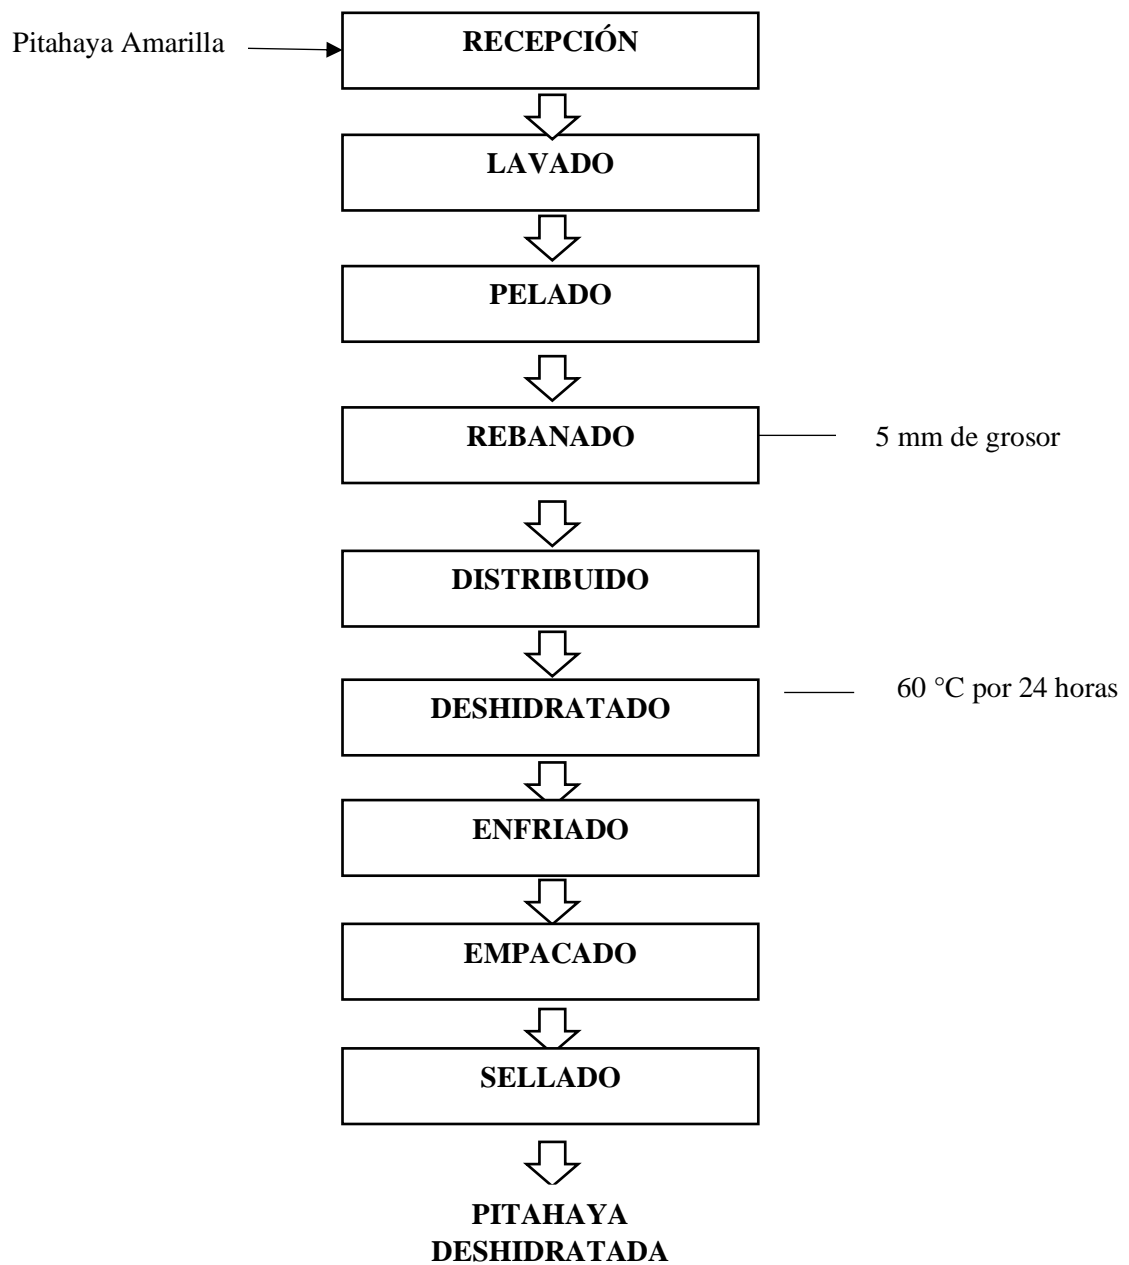 Pitahaya Amarilla
RECEPCIÓN
LAVADO
PELADO
REBANADO
5 mm de grosor
DISTRIBUIDO
DESHIDRATADO
60 °C por 24 horas
ENFRIADO
EMPACADO
SELLADO
PITAHAYA
DESHIDRATADA